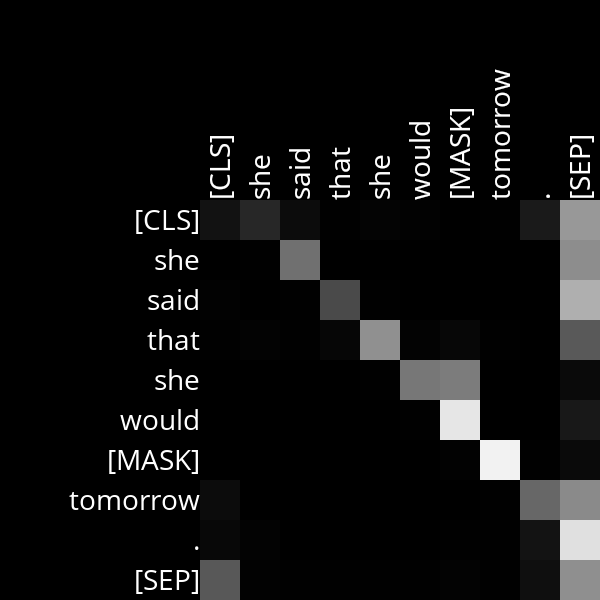 [CLS]
she
said
that
she
would
[MASK]
tomorrow
.
[SEP]
[CLS]
she
said
that
she
would
[MASK]
tomorrow
.
[SEP]